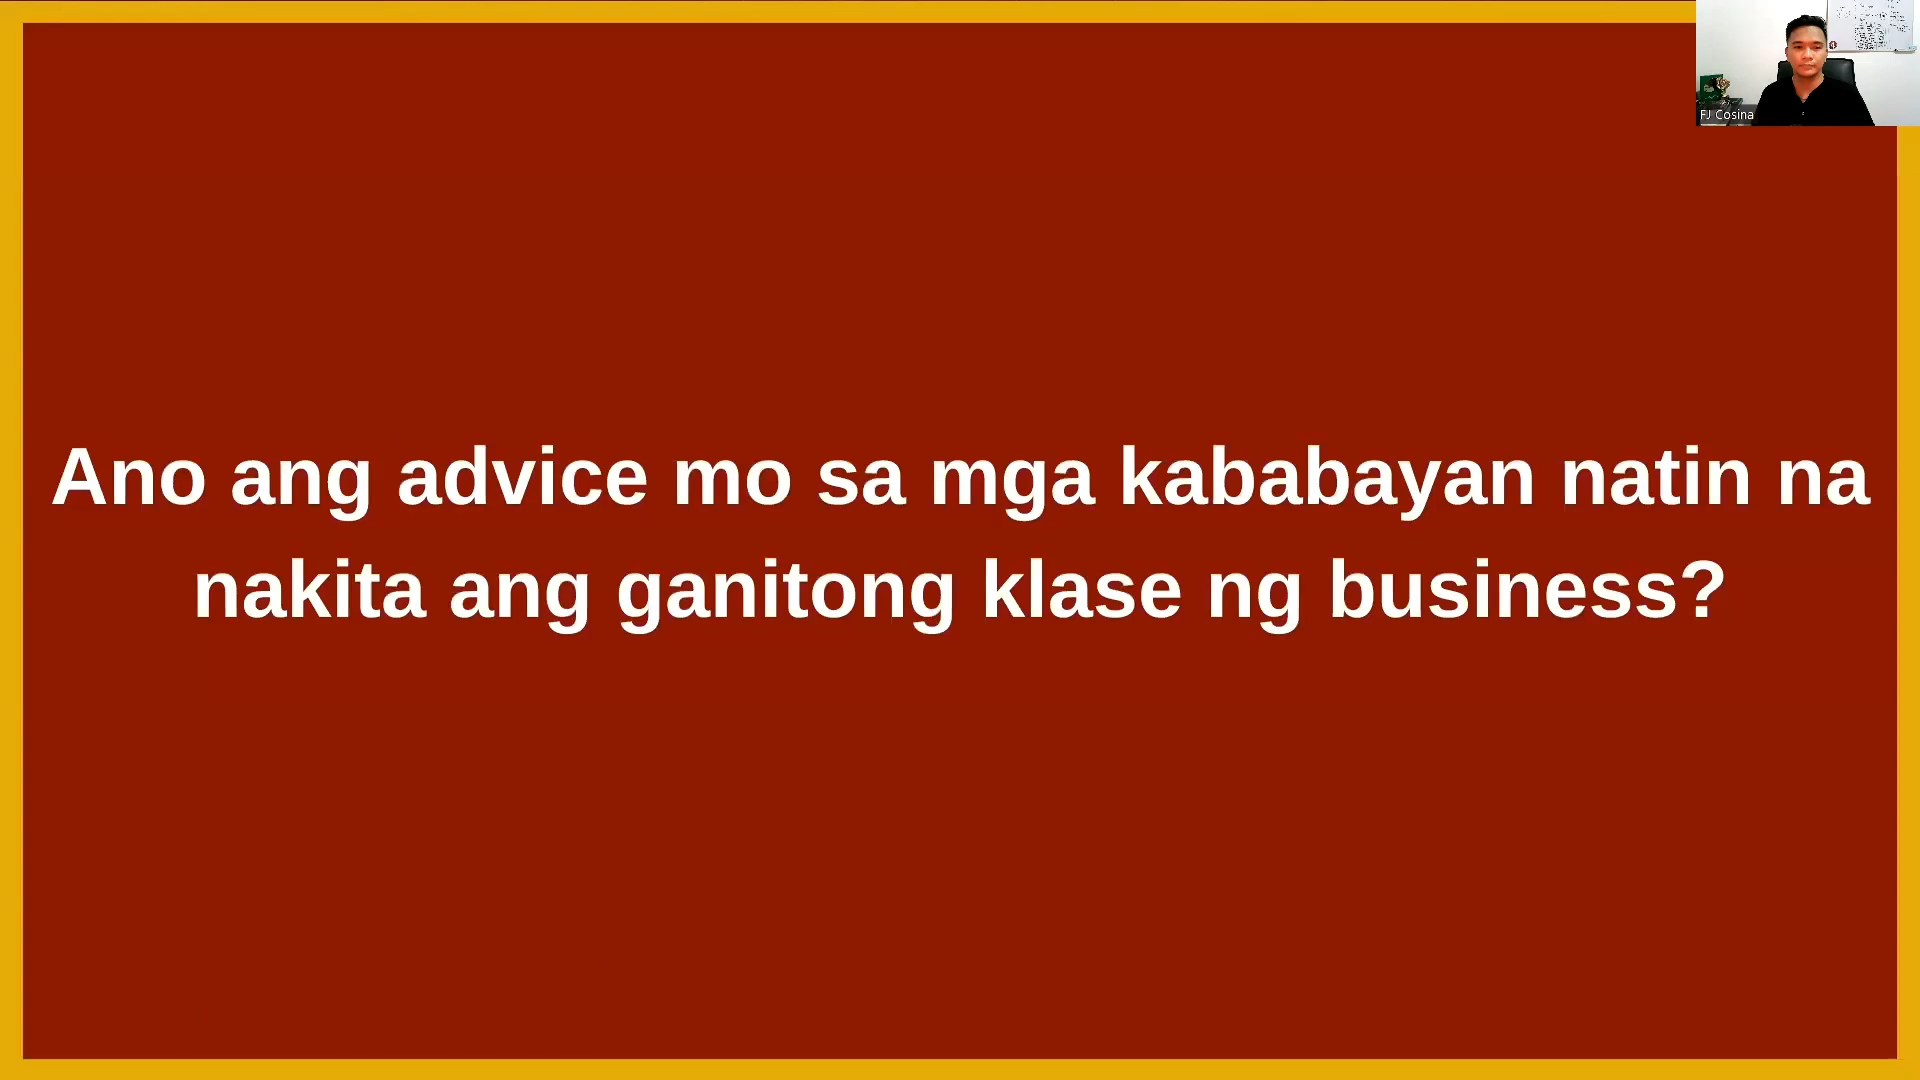 FJ Cosina
Ano ang advice mo sa mga kababayan natin na
nakita ang ganitong klase ng business?